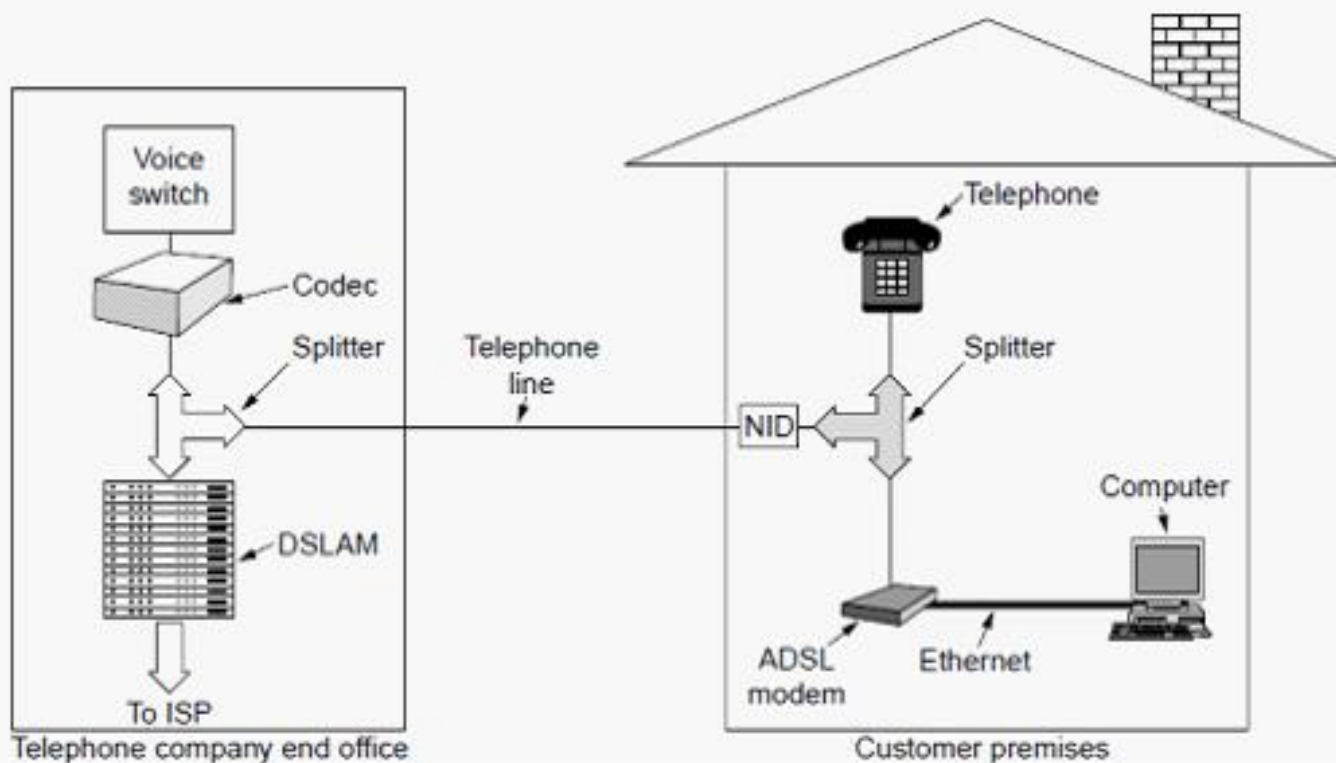 Voice
switch
Codec
Splitter
DSLAM
To ISP
Telephone company end office
Telephone
line
NID
Telephone
Splitter
Computer
ADSL
modem
Ethernet
Customer premises